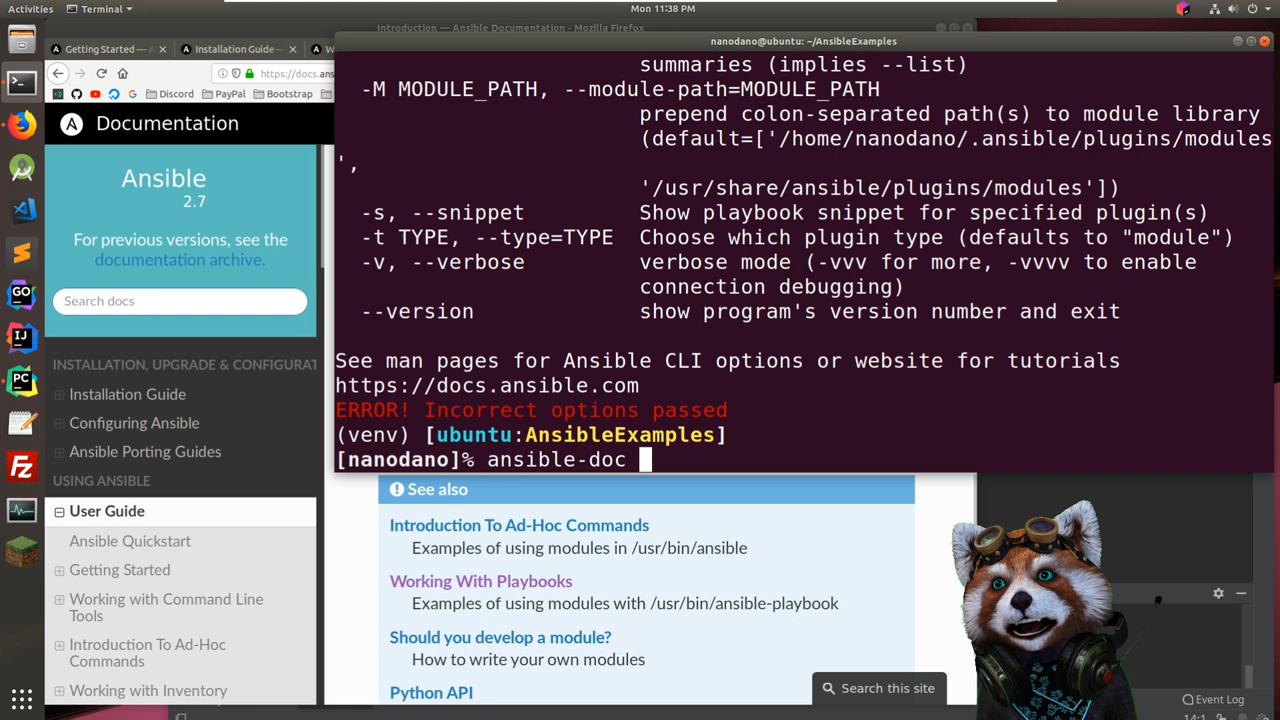 Activities
Terminal
Mon 11:38 PM
Introduction — Ansible Documentation - Mozilla Firefox
Getting Started — 
Installation Guide —
nanodano@ubuntu: ~/AnsibleExamples
https://docs.ans
Discord
PayPal
Bootstrap
Documentation
Ansible
2.7
For previous versions, see the
documentation archive.
Search docs
INSTALLATION, UPGRADE & CONFIGURAT
Installation Guide
Configuring Ansible
Ansible Porting Guides
USING ANSIBLE
User Guide
Ansible Quickstart
Getting Started
Working with Command Line
Tools
Introduction To Ad-Hoc
Commands
Working with Inventory
summaries (implies --list)
-M MODULE_PATH, --module-path=MODULE_PATH
prepend colon-separated path(s) to module library
(default=['/home/nanodano/.ansible/plugins/modules
',
'/usr/share/ansible/plugins/modules'])
-s, --snippet Show playbook snippet for specified plugin(s)
-t TYPE, --type=TYPE Choose which plugin type (defaults to "module")
-v, --verbose verbose mode (-vvv for more, -vvvv to enable
connection debugging)
--version show program's version number and exit
See man pages for Ansible CLI options or website for tutorials
https://docs.ansible.com
ERROR! Incorrect options passed
(venv) [ubuntu:AnsibleExamples]
[nanodano]% ansible-doc
See also
Introduction To Ad-Hoc Commands
Examples of using modules in /usr/bin/ansible
Working With Playbooks
Examples of using modules with /usr/bin/ansible-playbook
Should you develop a module?
How to write your own modules
Python API
Search this site
Event Log
GO
IJ
PC
FZ